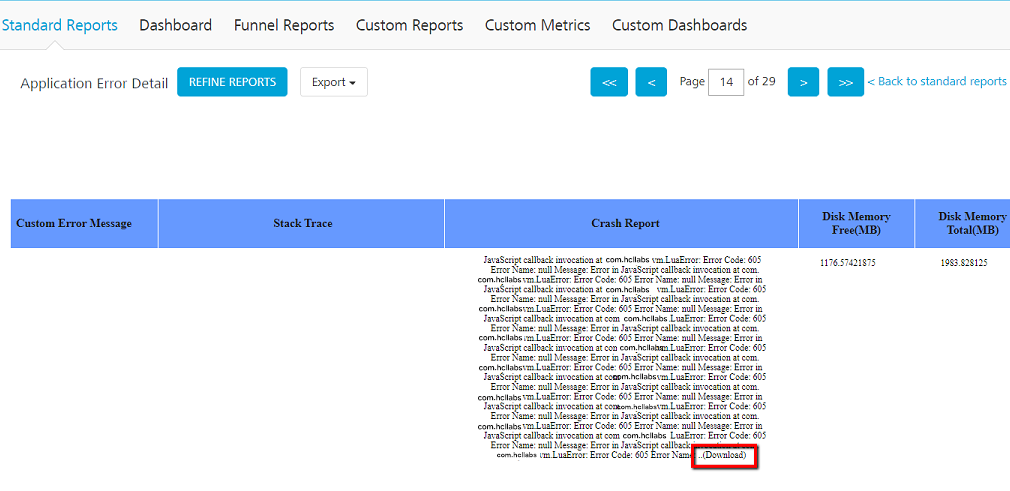 Standard Reports Dashboard Funnel Reports Custom Reports Custom Metrics Custom Dashboards
Application Error Detail REFINE REPORTS Export << < Page 14 of 29 > >> < Back to standard reports
Custom Error Message Stack Trace Crash Report Disk Memory Free(MB) Disk Memory Total(MB)
JavaScript callback invocation at com.hcllabs vm.LuaError: Error Code: 605 1176.57421875 1983.828125
Error Name: null Message: Error in JavaScript callback invocation at com.
com.hcllabs vm.LuaError: Error Code: 605 Error Name: null Message: Error in
JavaScript callback invocation at com.hcllabs vm.LuaError: Error Code: 605
Error Name: null Message: Error in JavaScript callback invocation at com.
com.hcllabsvm.LuaError: Error Code: 605 Error Name: null Message: Error in
JavaScript callback invocation at com com.hcllabs .LuaError: Error Code: 605
Error Name: null Message: Error in JavaScript callback invocation at com.
com.hcllabsvm.LuaError: Error Code: 605 Error Name: null Message: Error in
JavaScript callback invocation at com com.hcllabsm.LuaError: Error Code: 605
Error Name: null Message: Error in JavaScript callback invocation at com.
com.hcllabsvm.LuaError: Error Code: 605 Error Name: null Message: Error in
JavaScript callback invocation at com.hcllabsvm.LuaError: Error Code: 605
Error Name: null Message: Error in JavaScript callback invocation at com.
com.hcllabsvm.LuaError: Error Code: 605 Error Name: null Message: Error in
JavaScript callback invocation at com.hcllabsvm.LuaError: Error Code: 605
Error Name: null Message: Error in JavaScript callback invocation at com.
com.hcllabsvm.LuaError: Error Code: 605 Error Name: null Message: Error in
JavaScript callback invocation at com com.hcllabs LuaError: Error Code: 605
Error Name: null Message: Error in JavaScript callback invocation at com.
com.hcllabs vm.LuaError: Error Code: 605 Error Name ..(Download)